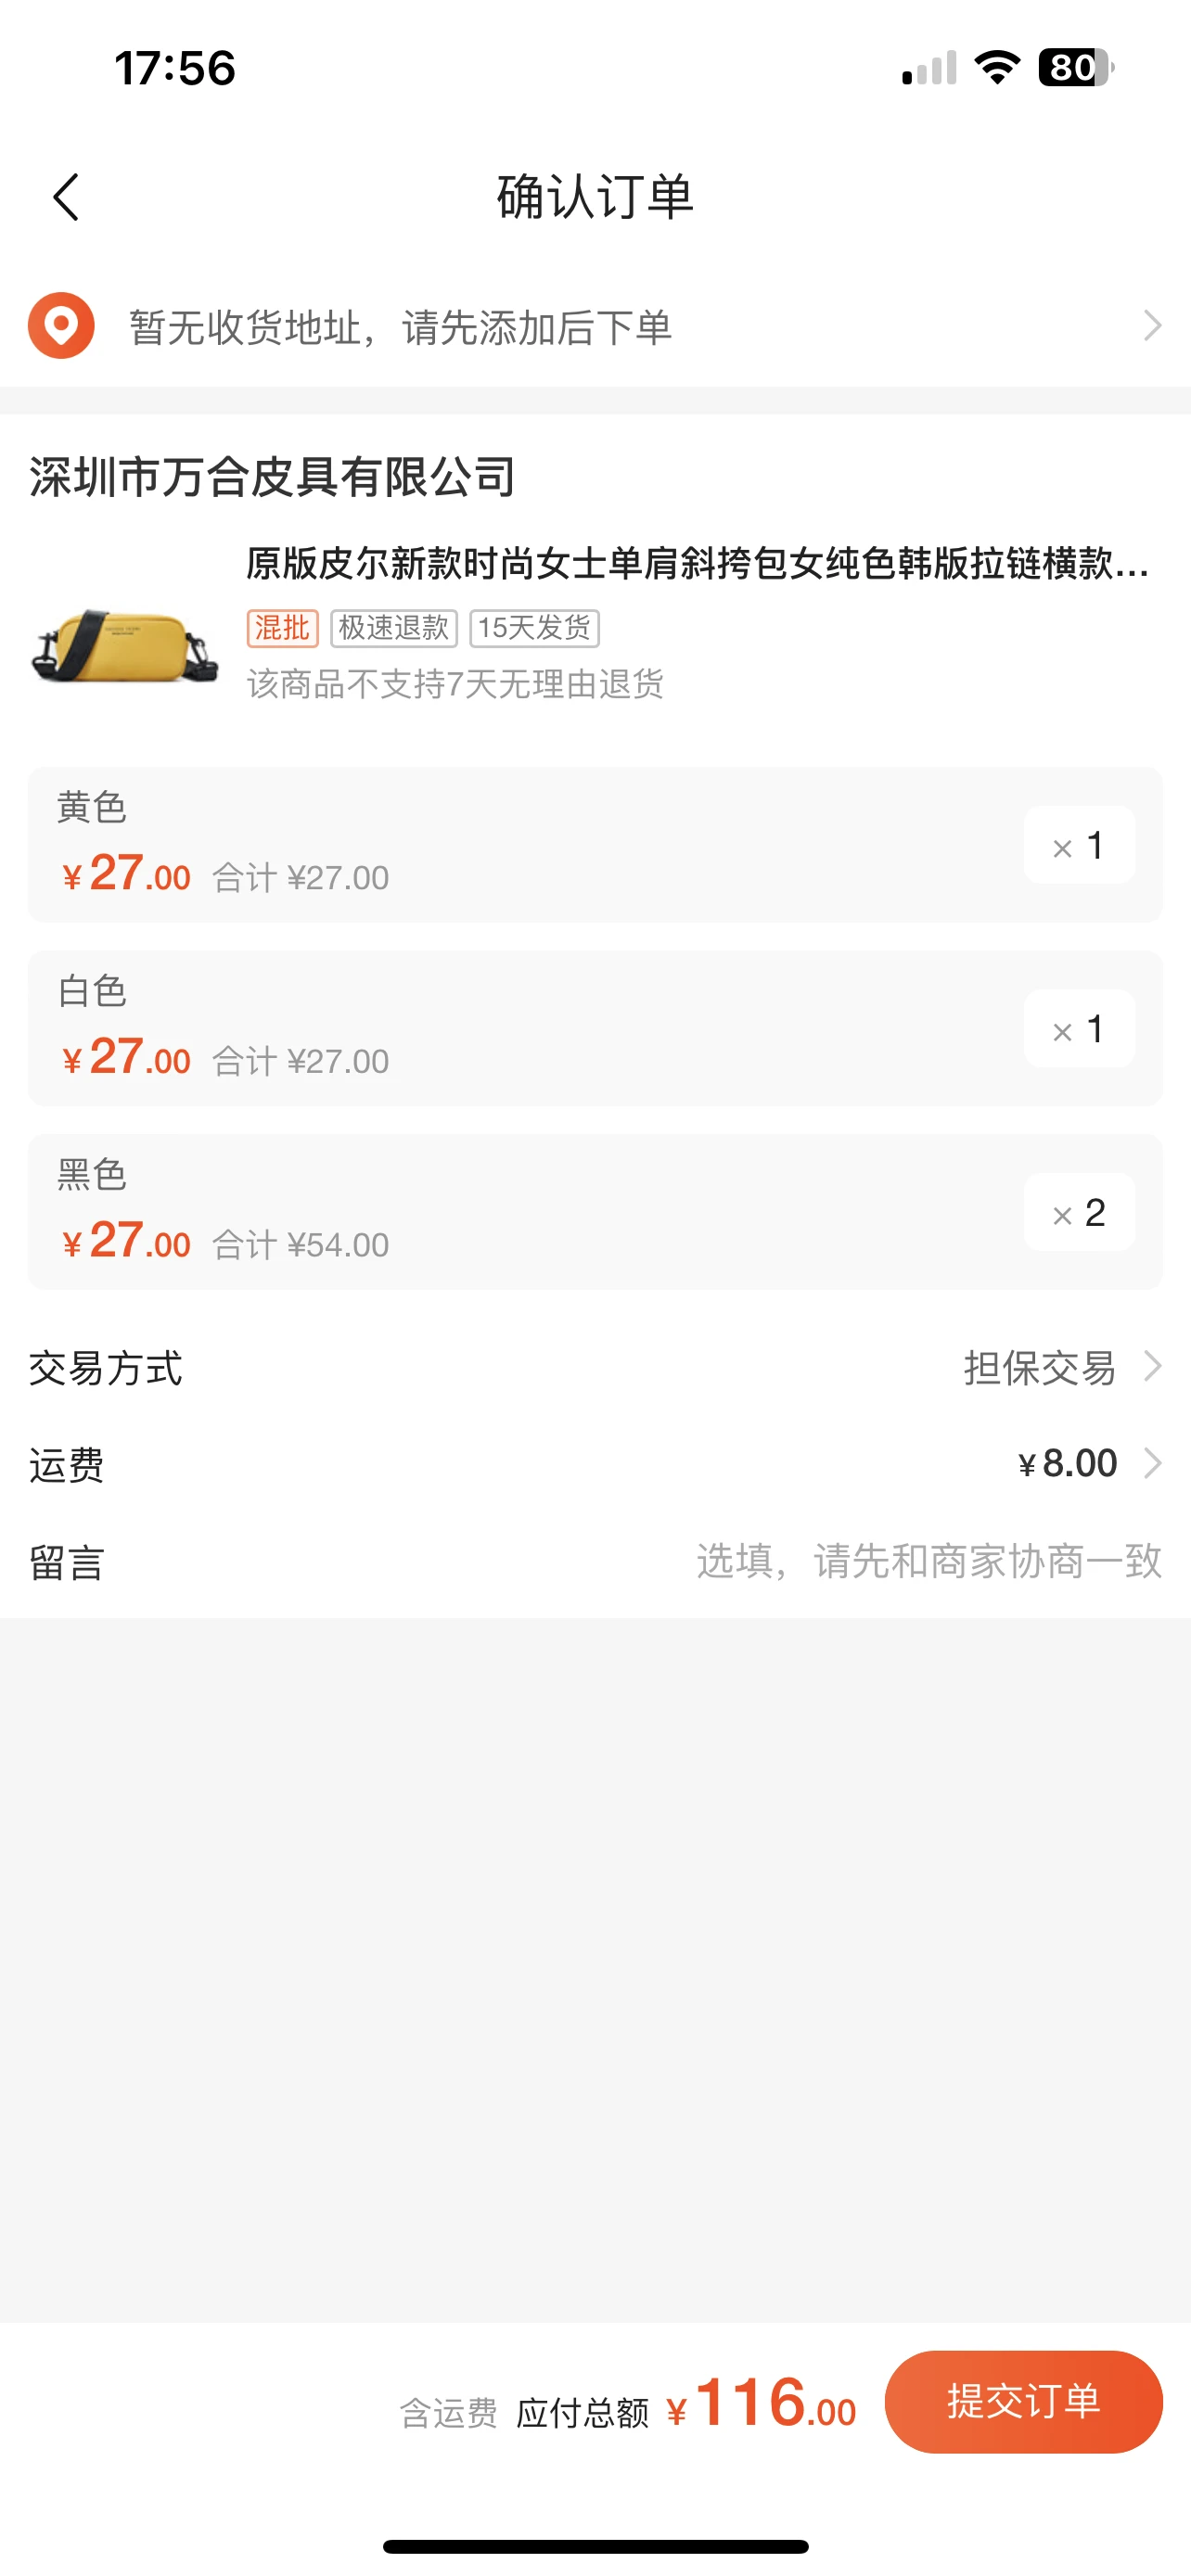 17:56
80
确认订单
暂无收货地址，请先添加后下单
深圳市万合皮具有限公司
原版皮尔新款时尚女士单肩斜挎包女纯色韩版拉链横款...
混批 极速退款 15天发货
该商品不支持7天无理由退货
黄色
¥27.00 合计 ¥27.00
× 1
白色
¥27.00 合计 ¥27.00
× 1
黑色
¥27.00 合计 ¥54.00
× 2
交易方式 担保交易
运费 ¥8.00
留言 选填，请先和商家协商一致
含运费 应付总额 ¥116.00 提交订单